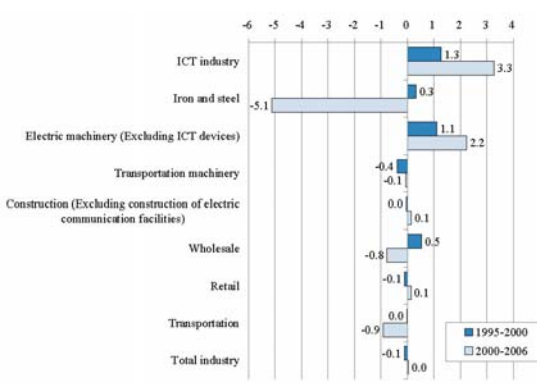 -6 -5 -4 -3 -2 -1 0 1 2 3 4
ICT industry
1.3
3.3
Iron and steel
0.3
-5.1
Electric machinery (Excluding ICT devices)
1.1
2.2
Transportation machinery
-0.4
-0.1
Construction (Excluding construction of electric
communication facilities)
0.0
0.1
Wholesale
0.5
-0.8
Retail
-0.1
0.1
Transportation
0.0
-0.9
Total industry
-0.1
0.0
1995-2000
2000-2006